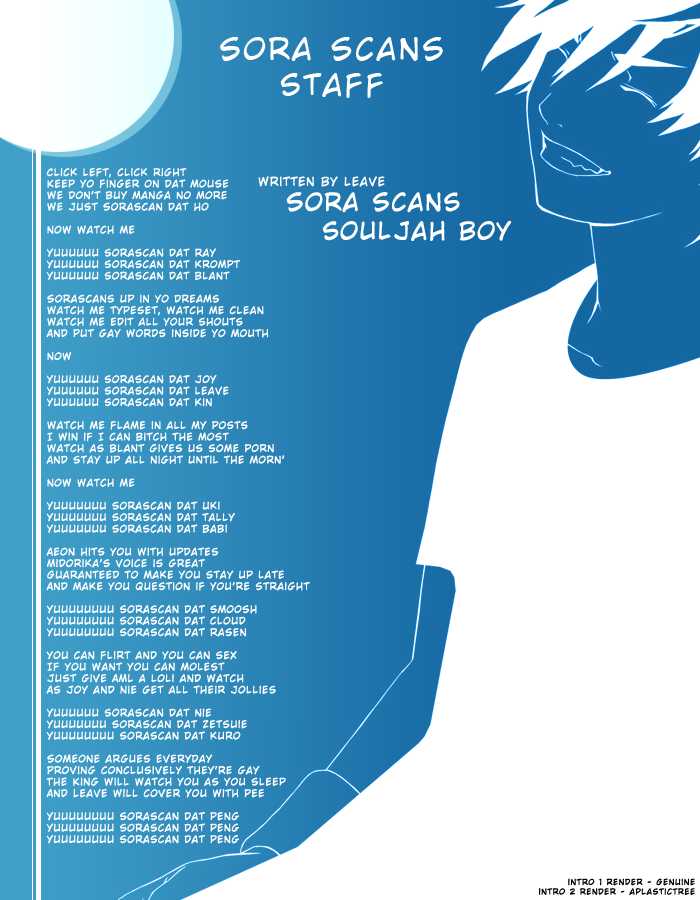 SORA SCANS
STAFF
WRITTEN BY LEAVE
SORA SCANS
SOULJAH BOY
CLICK LEFT, CLICK RIGHT
KEEP YO FINGER ON DAT MOUSE
WE DON'T BUY MANGA NO MORE
WE JUST SORASCAN DAT HO
NOW WATCH ME
YUUUUUU SORASCAN DAT RAY
YUUUUUU SORASCAN DAT KROMPT
YUUUUUU SORASCAN DAT BLANT
SORASCANS UP IN YO DREAMS
WATCH ME TYPESET, WATCH ME CLEAN
WATCH ME EDIT ALL YOUR SHOUTS
AND PUT GAY WORDS INSIDE YO MOUTH
NOW
YUUUUUU SORASCAN DAT JOY
YUUUUUU SORASCAN DAT LEAVE
YUUUUUU SORASCAN DAT KIN
WATCH ME FLAME IN ALL MY POSTS
I WIN IF I CAN BITCH THE MOST
WATCH AS BLANT GIVES US SOME PORN
AND STAY UP ALL NIGHT UNTIL THE MORN'
NOW WATCH ME
YUUUUUUU SORASCAN DAT UKI
YUUUUUUU SORASCAN DAT TALLY
YUUUUUUU SORASCAN DAT BABI
AEON HITS YOU WITH UPDATES
MIDORIKA'S VOICE IS GREAT
GUARANTEED TO MAKE YOU STAY UP LATE
AND MAKE YOU QUESTION IF YOU'RE STRAIGHT
YUUUUUUUU SORASCAN DAT SMOOSH
YUUUUUUUU SORASCAN DAT CLOUD
YUUUUUUUU SORASCAN DAT RASEN
YOU CAN FLIRT AND YOU CAN SEX
IF YOU WANT YOU CAN MOLEST
JUST GIVE AML A LOLI AND WATCH
AS JOY AND NIE GET ALL THEIR JOLLIES
YUUUUUU SORASCAN DAT NIE
YUUUUUUU SORASCAN DAT ZETSUIE
YUUUUUUUU SORASCAN DAT KURO
SOMEONE ARGUES EVERYDAY
PROVING CONCLUSIVELY THEY'RE GAY
THE KING WILL WATCH YOU AS YOU SLEEP
AND LEAVE WILL COVER YOU WITH PEE
YUUUUUUUU SORASCAN DAT PENG
YUUUUUUUU SORASCAN DAT PENG
YUUUUUUUU SORASCAN DAT PENG
INTRO 1 RENDER - GENUINE
INTRO 2 RENDER - APLASTICTREE